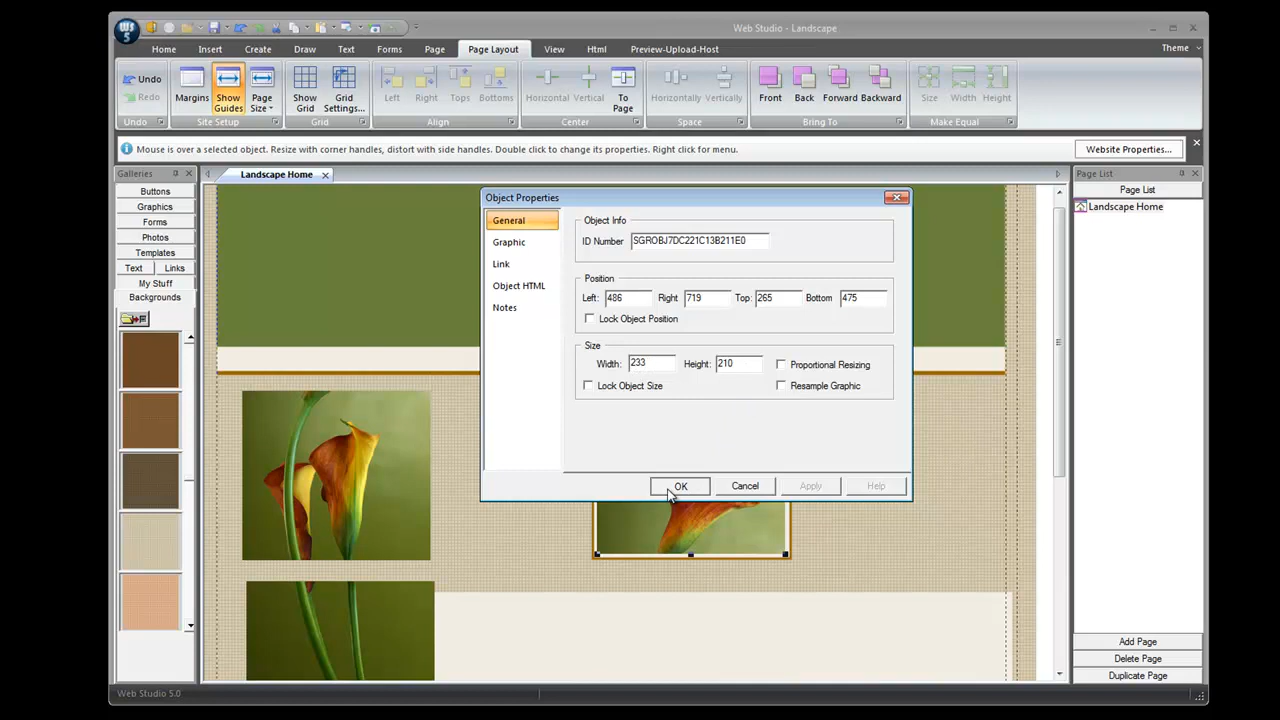 WS
5
Web Studio - Landscape
Home Insert Create Draw Text Forms Page Page Layout View Html Preview-Upload-Host Theme
Undo
Redo
Margins
Show Guides
Page Size
Show Grid
Grid Settings...
Left Right Tops Bottoms
Horizontal Vertical
To Page
Horizontally Vertically
Front Back Forward Backward
Size Width Height
Undo Site Setup Grid Align Center Space Bring To Make Equal
Mouse is over a selected object. Resize with corner handles, distort with side handles. Double click to change its properties. Right click for menu.
Website Properties...
Galleries
Buttons
Graphics
Forms
Photos
Templates
Text Links
My Stuff
Backgrounds
Landscape Home
Object Properties
General
Graphic
Link
Object HTML
Notes
Object Info
ID Number SGROBJ7DC221C13B211E0
Position
Left: 486 Right 719 Top: 265 Bottom 475
Lock Object Position
Size
Width: 233 Height: 210 Proportional Resizing
Lock Object Size Resample Graphic
OK Cancel Apply Help
Page List
Page List
Landscape Home
Add Page
Delete Page
Duplicate Page
Web Studio 5.0